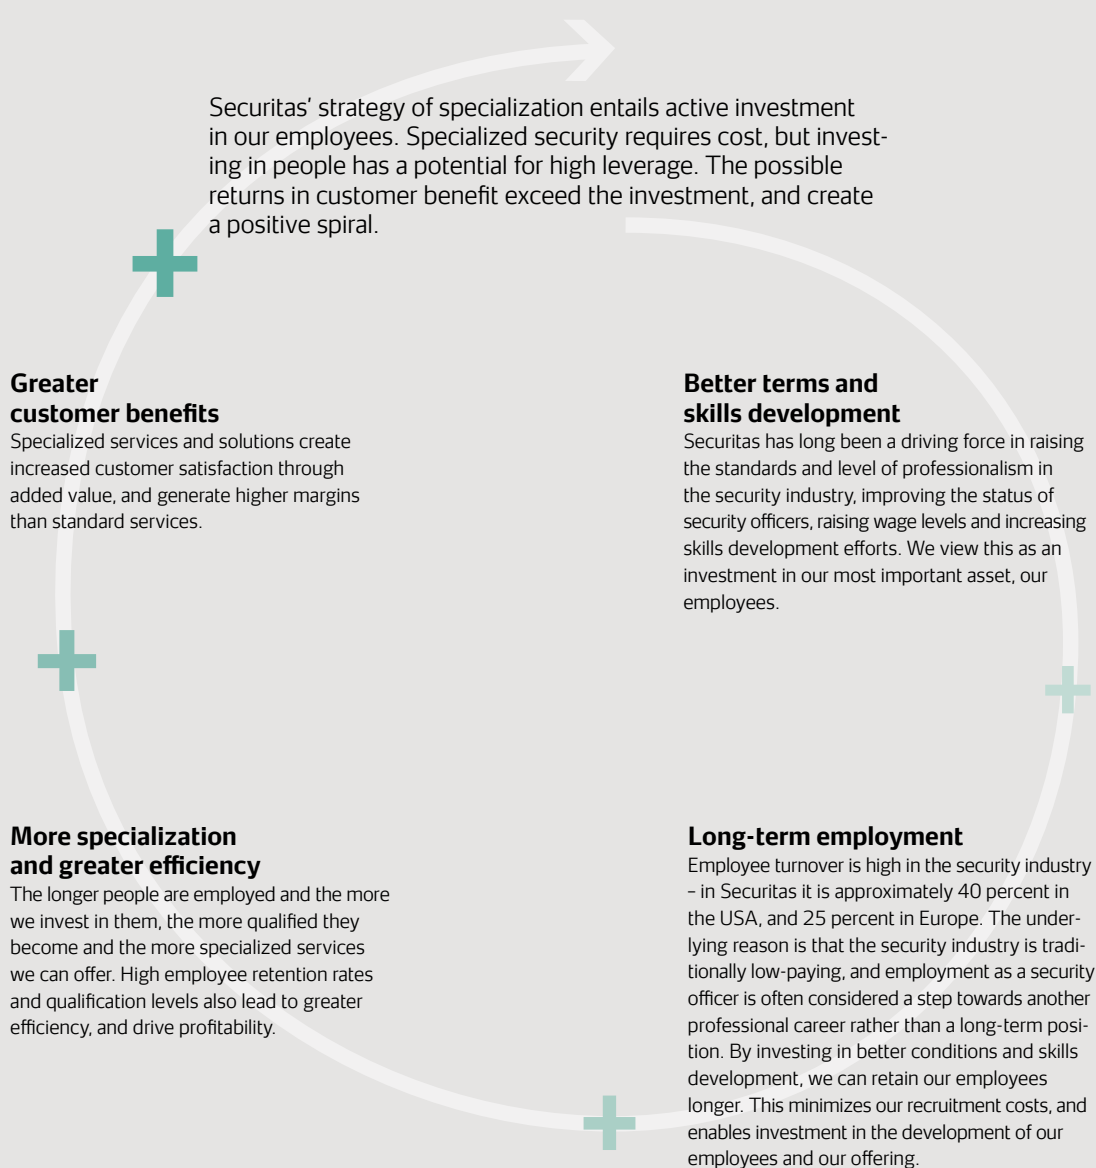 Securitas’ strategy of specialization entails active investment
in our employees. Specialized security requires cost, but invest-
ing in people has a potential for high leverage. The possible
returns in customer benefit exceed the investment, and create
a positive spiral.
Greater
customer benefits
Specialized services and solutions create
increased customer satisfaction through
added value, and generate higher margins
than standard services.
Better terms and
skills development
Securitas has long been a driving force in raising
the standards and level of professionalism in
the security industry, improving the status of
security officers, raising wage levels and increasing
skills development efforts. We view this as an
investment in our most important asset, our
employees.
More specialization
and greater efficiency
The longer people are employed and the more
we invest in them, the more qualified they
become and the more specialized services
we can offer. High employee retention rates
and qualification levels also lead to greater
efficiency, and drive profitability.
Long-term employment
Employee turnover is high in the security industry
– in Securitas it is approximately 40 percent in
the USA, and 25 percent in Europe. The under-
lying reason is that the security industry is tradi-
tionally low-paying, and employment as a security
officer is often considered a step towards another
professional career rather than a long-term posi-
tion. By investing in better conditions and skills
development, we can retain our employees
longer. This minimizes our recruitment costs, and
enables investment in the development of our
employees and our offering.